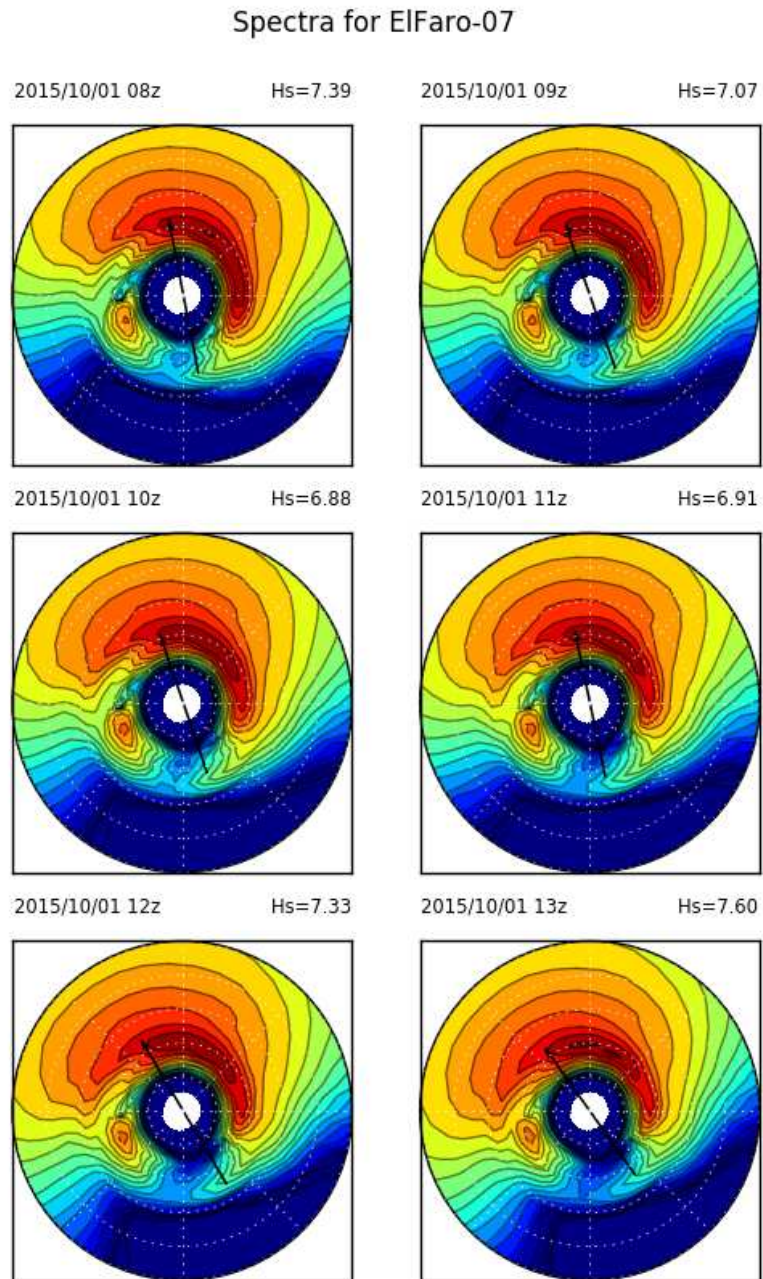 Spectra for ElFaro-07
2015/10/01 08z Hs=7.39
2015/10/01 09z Hs=7.07
2015/10/01 10z Hs=6.88
2015/10/01 11z Hs=6.91
2015/10/01 12z Hs=7.33
2015/10/01 13z Hs=7.60